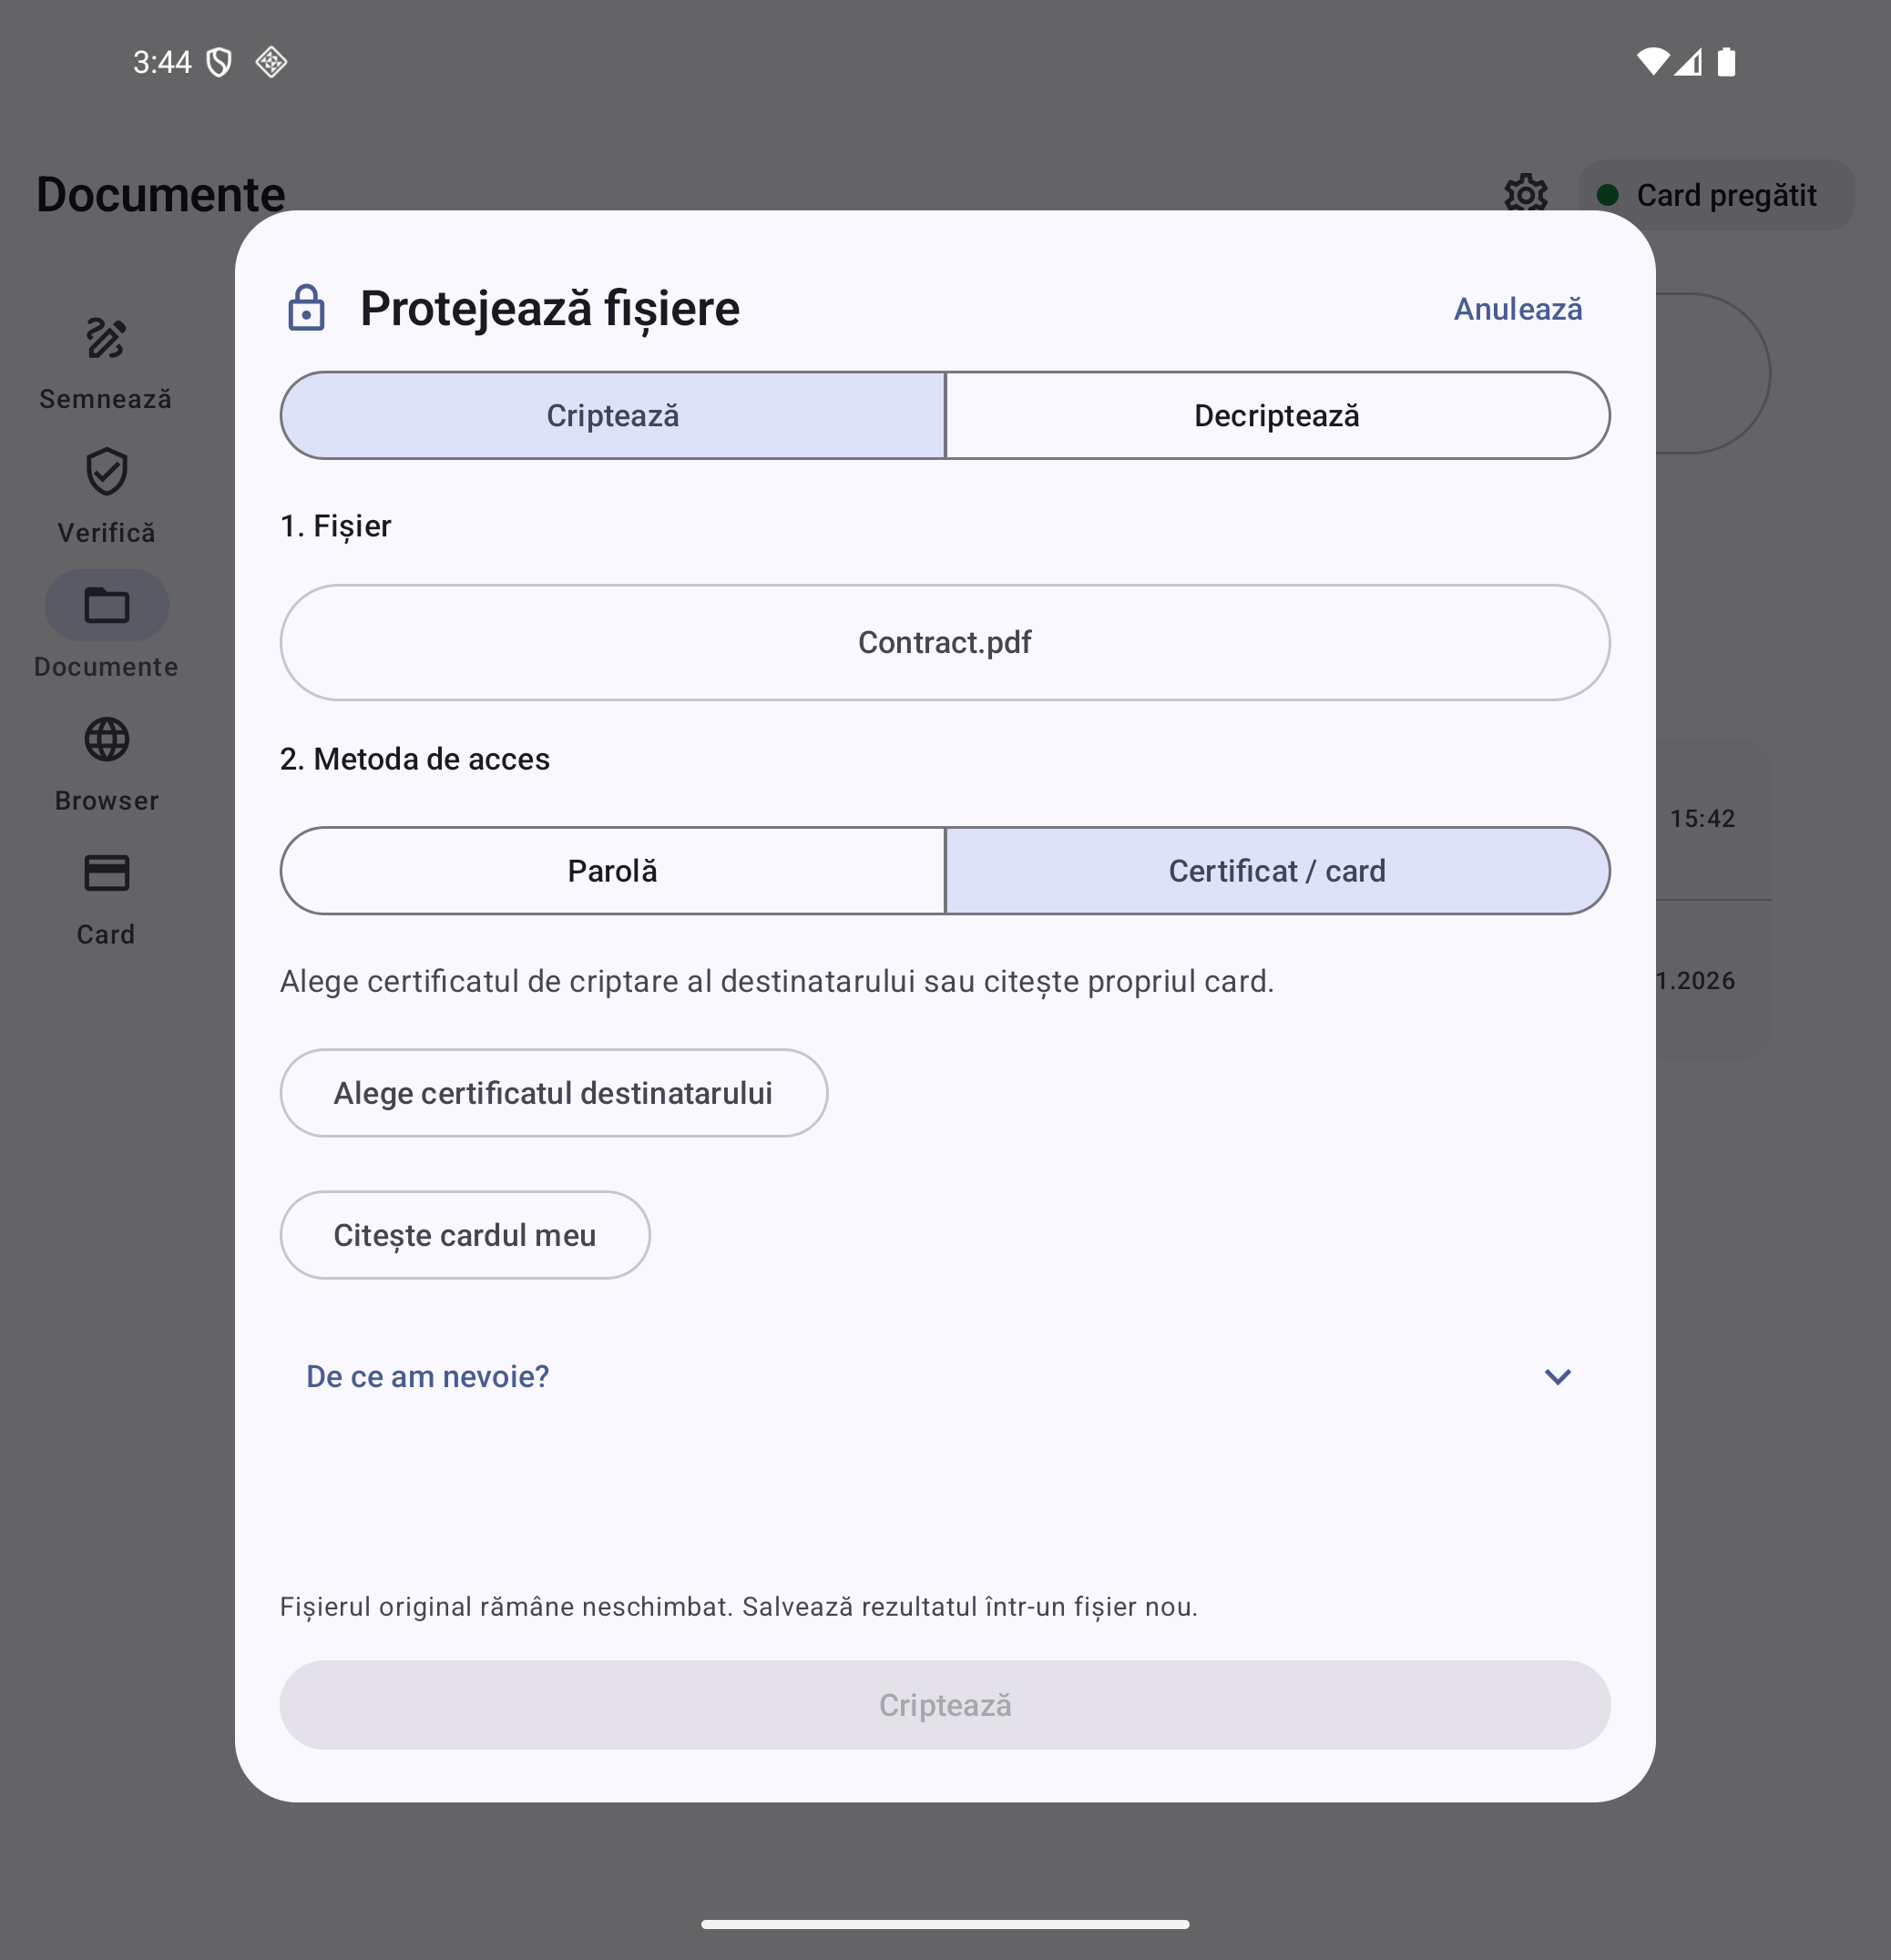 3:44
Documente
Card pregătit
Protejează fișiere
Anulează
Criptează
Decriptează
1. Fișier
Contract.pdf
2. Metoda de acces
Parolă
Certificat / card
Alege certificatul de criptare al destinatarului sau citește propriul card.
Alege certificatul destinatarului
Citește cardul meu
De ce am nevoie?
Fișierul original rămâne neschimbat. Salvează rezultatul într-un fișier nou.
Criptează
Semnează
Verifică
Documente
Browser
Card
15:42
1.2026